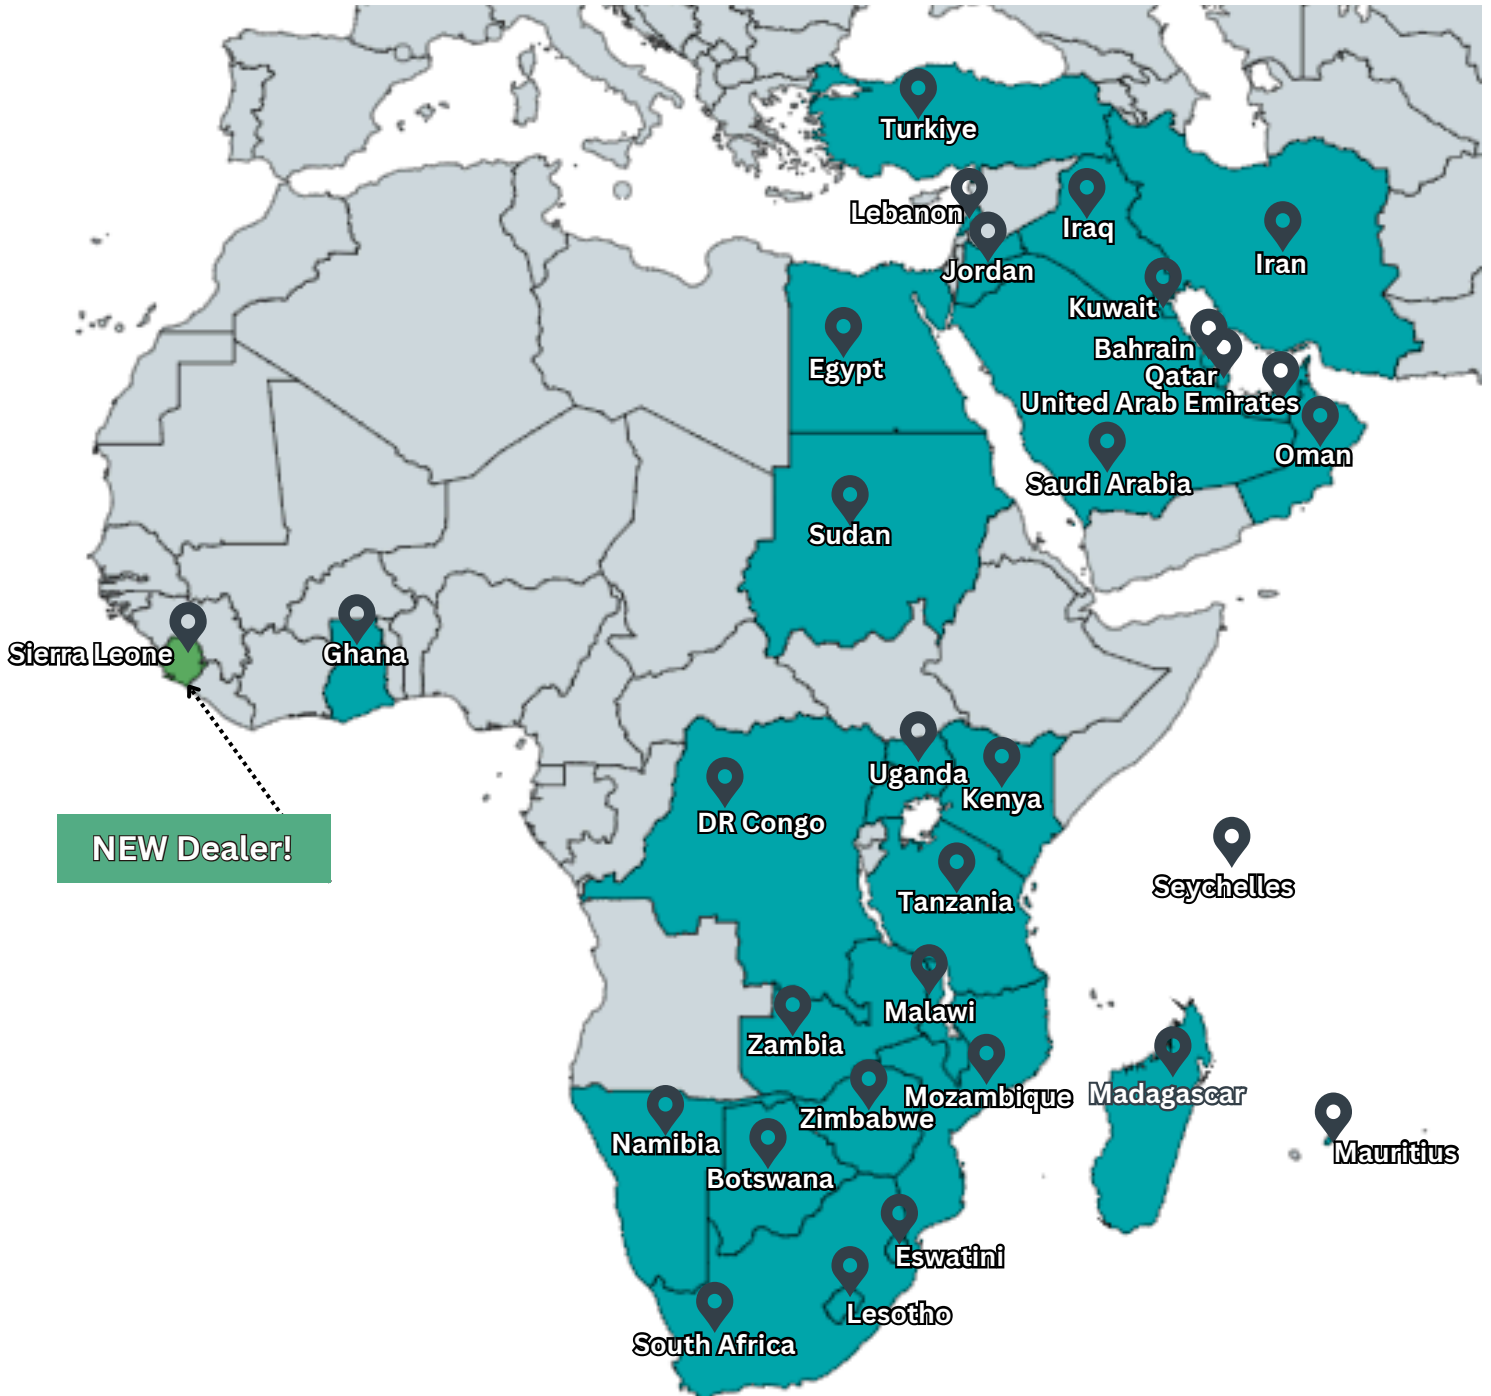 Turkiye
Lebanon
Iraq
Jordan
Iran
Kuwait
Bahrain
Egypt
Qatar
United Arab Emirates
Oman
Saudi Arabia
Sudan
Sierra Leone
Ghana
Uganda
Kenya
DR Congo
NEW Dealer!
Seychelles
Tanzania
Malawi
Zambia
Mozambique
Madagascar
Zimbabwe
Namibia
Mauritius
Botswana
Eswatini
Lesotho
South Africa